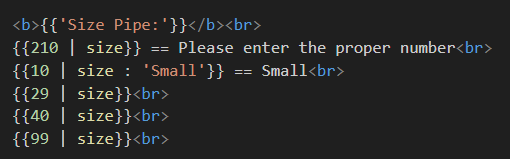 <b>{{'Size Pipe:'}}</b><br>
{{210 | size}} == Please enter the proper number<br>
{{10 | size : 'Small'}} == Small<br>
{{29 | size}}<br>
{{40 | size}}<br>
{{99 | size}}<br>